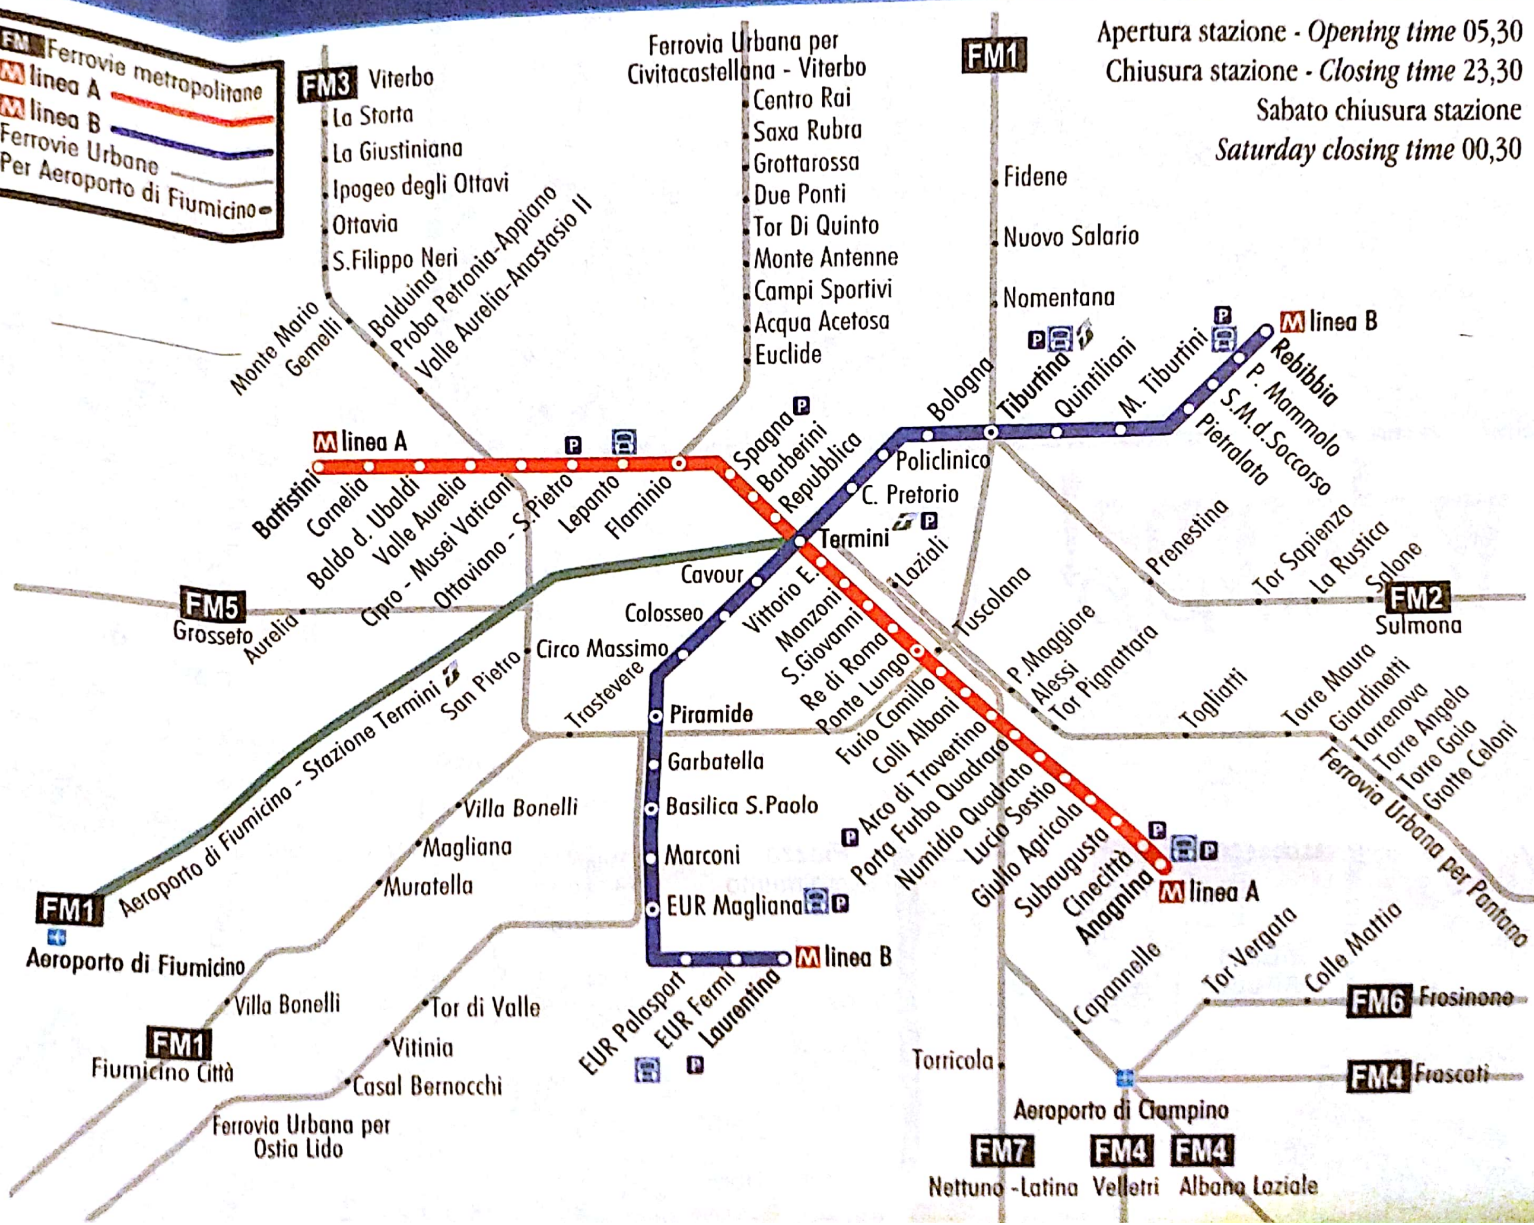 FM Ferrovie metropolitane
M linea A
M linea B
Ferrovie Urbane
Per Aeroporto di Fiumicino
Apertura stazione - Opening time 05,30
Chiusura stazione - Closing time 23,30
Sabato chiusura stazione
Saturday closing time 00,30
FM3 Viterbo
La Storta
La Giustiniana
Ipogeo degli Ottavi
Ottavia
S.Filippo Neri
Monte Mario
Gemelli
Balduina
Proba Petronia-Appiano
Valle Aurelia-Anastasio II
Ferrovia Urbana per
Civitacastellana - Viterbo
Centro Rai
Saxa Rubra
Grottarossa
Due Ponti
Tor Di Quinto
Monte Antenne
Campi Sportivi
Acqua Acetosa
Euclide
FM1
Fidene
Nuovo Salario
Nomentana
P
M linea A
Battistini
Cornelia
Baldo d. Ubaldi
Valle Aurelia
Cipro - Musei Vaticani
Ottaviano - S.Pietro
P
Lepanto
Flaminio
Spagna P
Barberini
Repubblica
Termini P
Vittorio E.
Manzoni
S.Giovanni
Re di Roma
Ponte Lungo
Furio Camillo
Colli Albani
P Arco di Travertino
Porta Furba Quadraro
Numidio Quadrato
Lucio Sestio
Giulio Agricola
Subaugusta
Cinecittà
P
Anagnina
P
M linea A
M linea B
P
Rebibbia
P. Mammolo
S.M.d.Soccorso
Pietralata
M. Tiburtini
Quintiliani
Tiburtina
Bologna
Policlinico
C. Pretorio
Cavour
Colosseo
Circo Massimo
Piramide
Garbatella
Basilica S.Paolo
Marconi
EUR Magliana P
EUR Palasport
EUR Fermi
Laurentina
P
M linea B
FM5
Grosseto
Aurelia
San Pietro
Trastevere
Aeroporto di Fiumicino - Stazione Termini
FM1
Aeroporto di Fiumicino
Villa Bonelli
Magliana
Muratella
Villa Bonelli
FM1
Fiumicino Città
Tor di Valle
Vitinia
Casal Bernocchi
Ferrovia Urbana per
Ostia Lido
Laziali
Tuscolana
P.Maggiore
Alessi
Tor Pignattara
Togliatti
Torre Maura
Giardinetti
Torrenova
Torre Angela
Torre Gaia
Grotte Celoni
Ferrovia Urbana per Pantano
Prenestina
Tor Sapienza
La Rustica
Salone
FM2
Sulmona
Capannelle
Tor Vergata
Colle Mattia
FM6 Frosinone
FM4 Frascati
Torricola
Aeroporto di Ciampino
FM7
Nettuno -Latina
FM4
Velletri
FM4
Albano Laziale